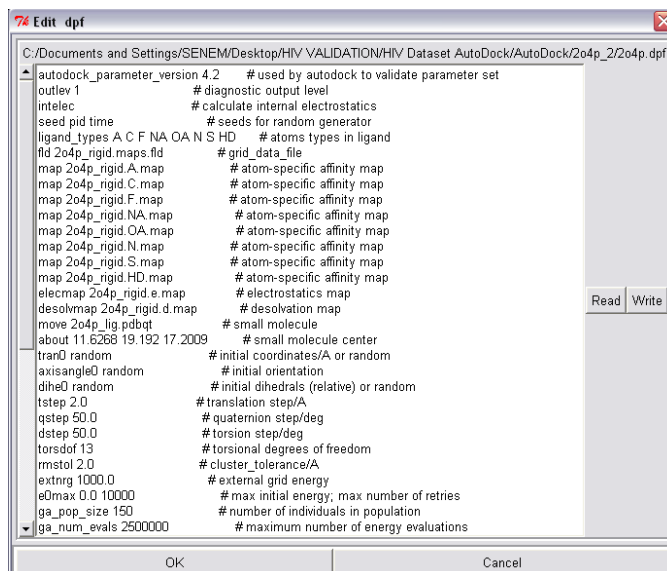 Edit dpf
C:/Documents and Settings/SENEM/Desktop/HIV VALIDATION/HIV Dataset AutoDock/AutoDock/2o4p_2/2o4p.dpf
autodock_parameter_version 4.2 # used by autodock to validate parameter set
outlev 1 # diagnostic output level
intelec # calculate internal electrostatics
seed pid time # seeds for random generator
ligand_types A C F NA OA N S HD # atoms types in ligand
fld 2o4p_rigid.maps.fld # grid_data_file
map 2o4p_rigid.A.map # atom-specific affinity map
map 2o4p_rigid.C.map # atom-specific affinity map
map 2o4p_rigid.F.map # atom-specific affinity map
map 2o4p_rigid.NA.map # atom-specific affinity map
map 2o4p_rigid.OA.map # atom-specific affinity map
map 2o4p_rigid.N.map # atom-specific affinity map
map 2o4p_rigid.S.map # atom-specific affinity map
map 2o4p_rigid.HD.map # atom-specific affinity map
elecmap 2o4p_rigid.e.map # electrostatics map
desolvmap 2o4p_rigid.d.map # desolvation map
move 2o4p_lig.pdbqt # small molecule
about 11.6268 19.192 17.2009 # small molecule center
tran0 random # initial coordinates/A or random
axisangle0 random # initial orientation
dihe0 random # initial dihedrals (relative) or random
tstep 2.0 # translation step/A
qstep 50.0 # quaternion step/deg
dstep 50.0 # torsion step/deg
torsdof 13 # torsional degrees of freedom
rmstol 2.0 # cluster_tolerance/A
extnrg 1000.0 # external grid energy
e0max 0.0 10000 # max initial energy; max number of retries
ga_pop_size 150 # number of individuals in population
ga_num_evals 2500000 # maximum number of energy evaluations
Read Write
OK Cancel